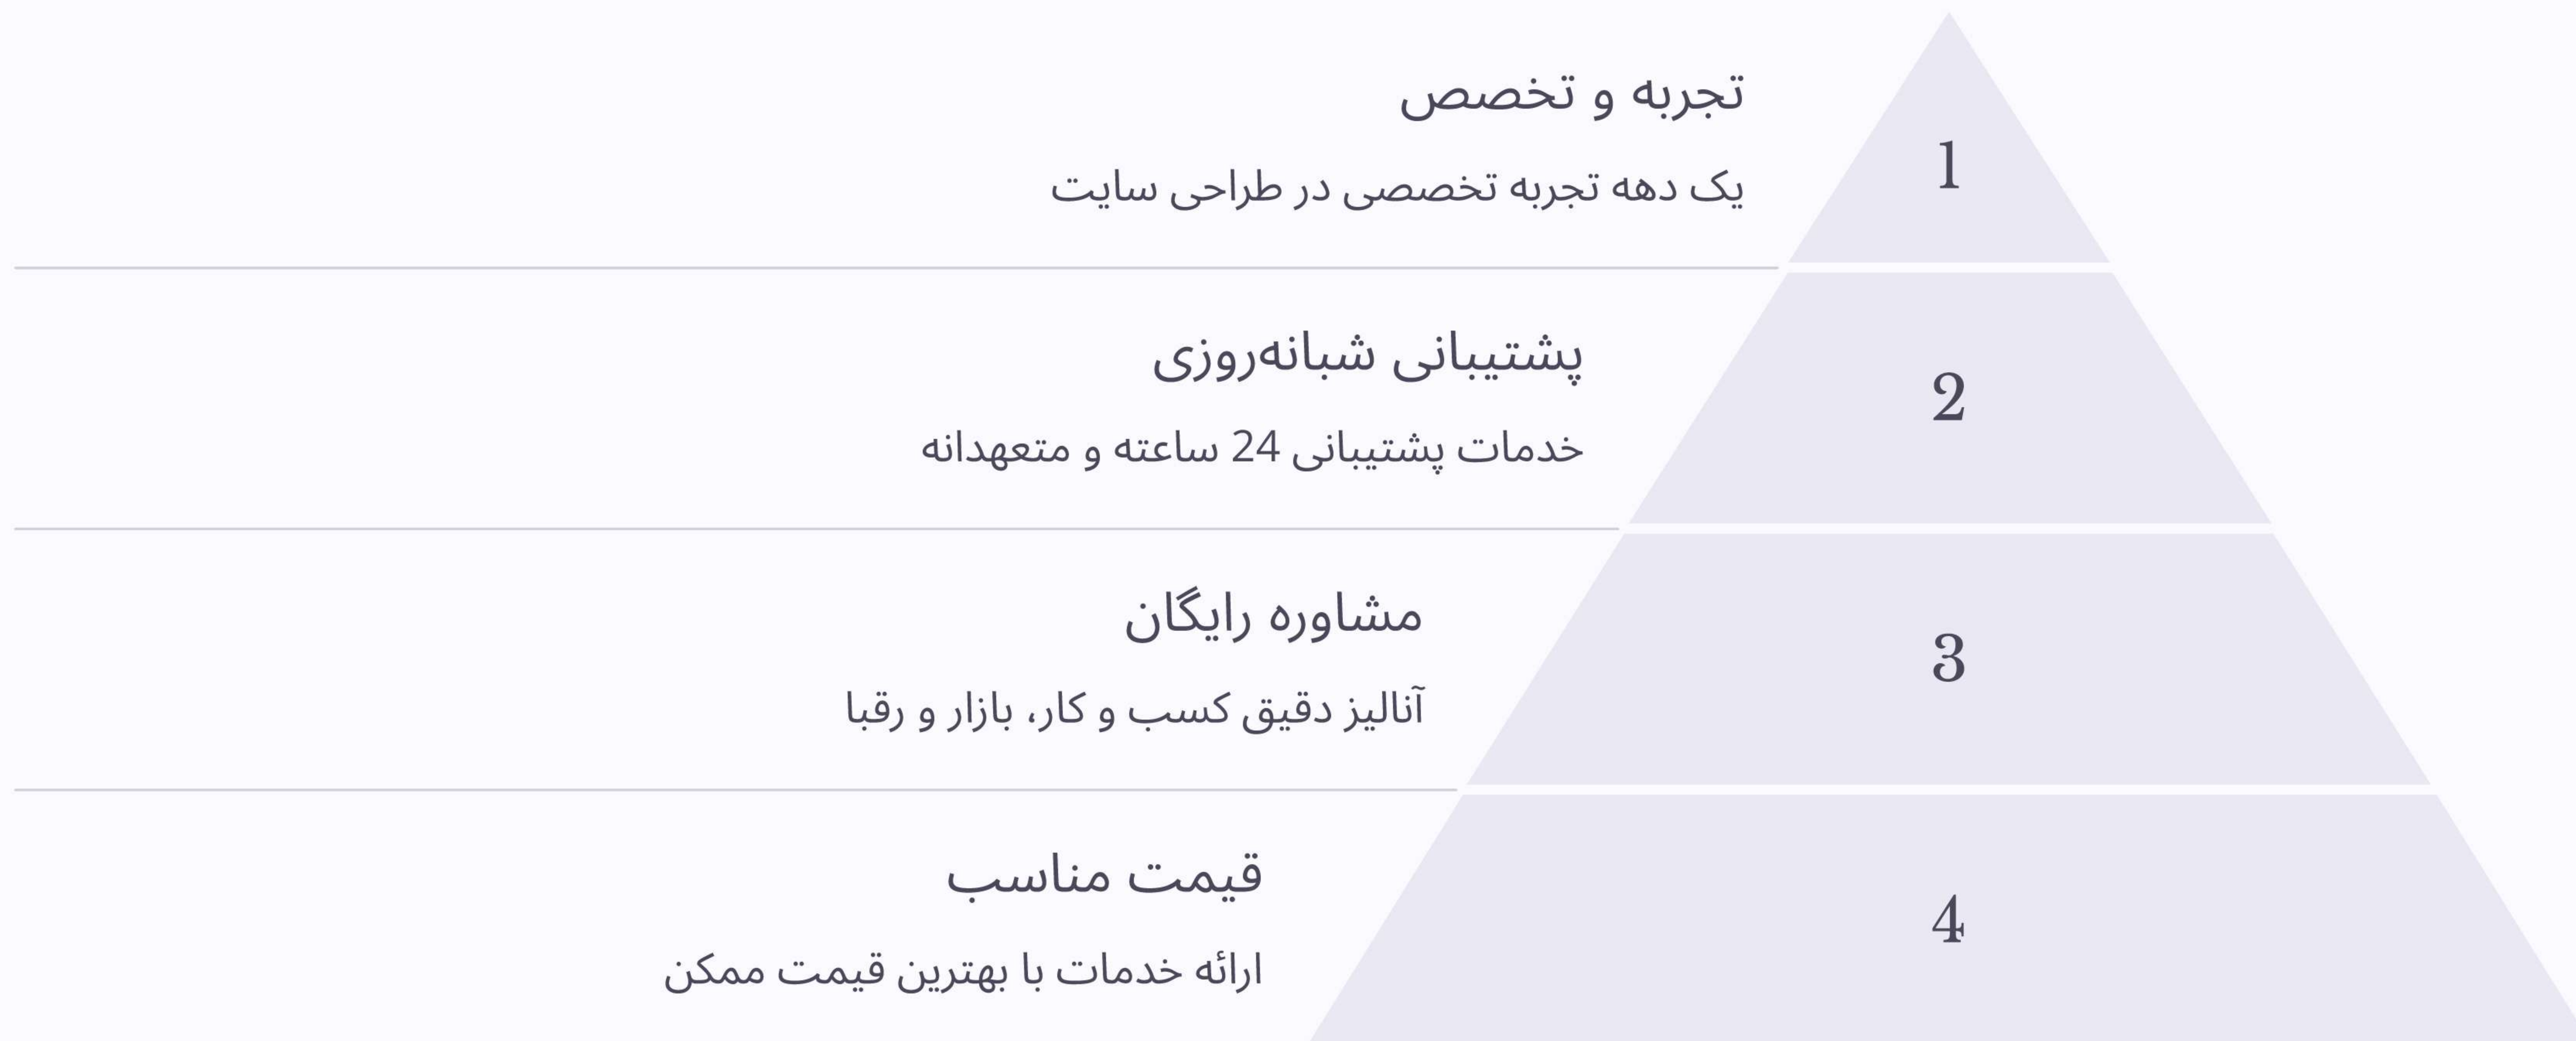 تجربه و تخصص
یک دهه تجربه تخصصی در طراحی سایت
1
پشتیبانی شبانه‌روزی
خدمات پشتیبانی 24 ساعته و متعهدانه
2
مشاوره رایگان
آنالیز دقیق کسب و کار، بازار و رقبا
3
قیمت مناسب
ارائه خدمات با بهترین قیمت ممکن
4